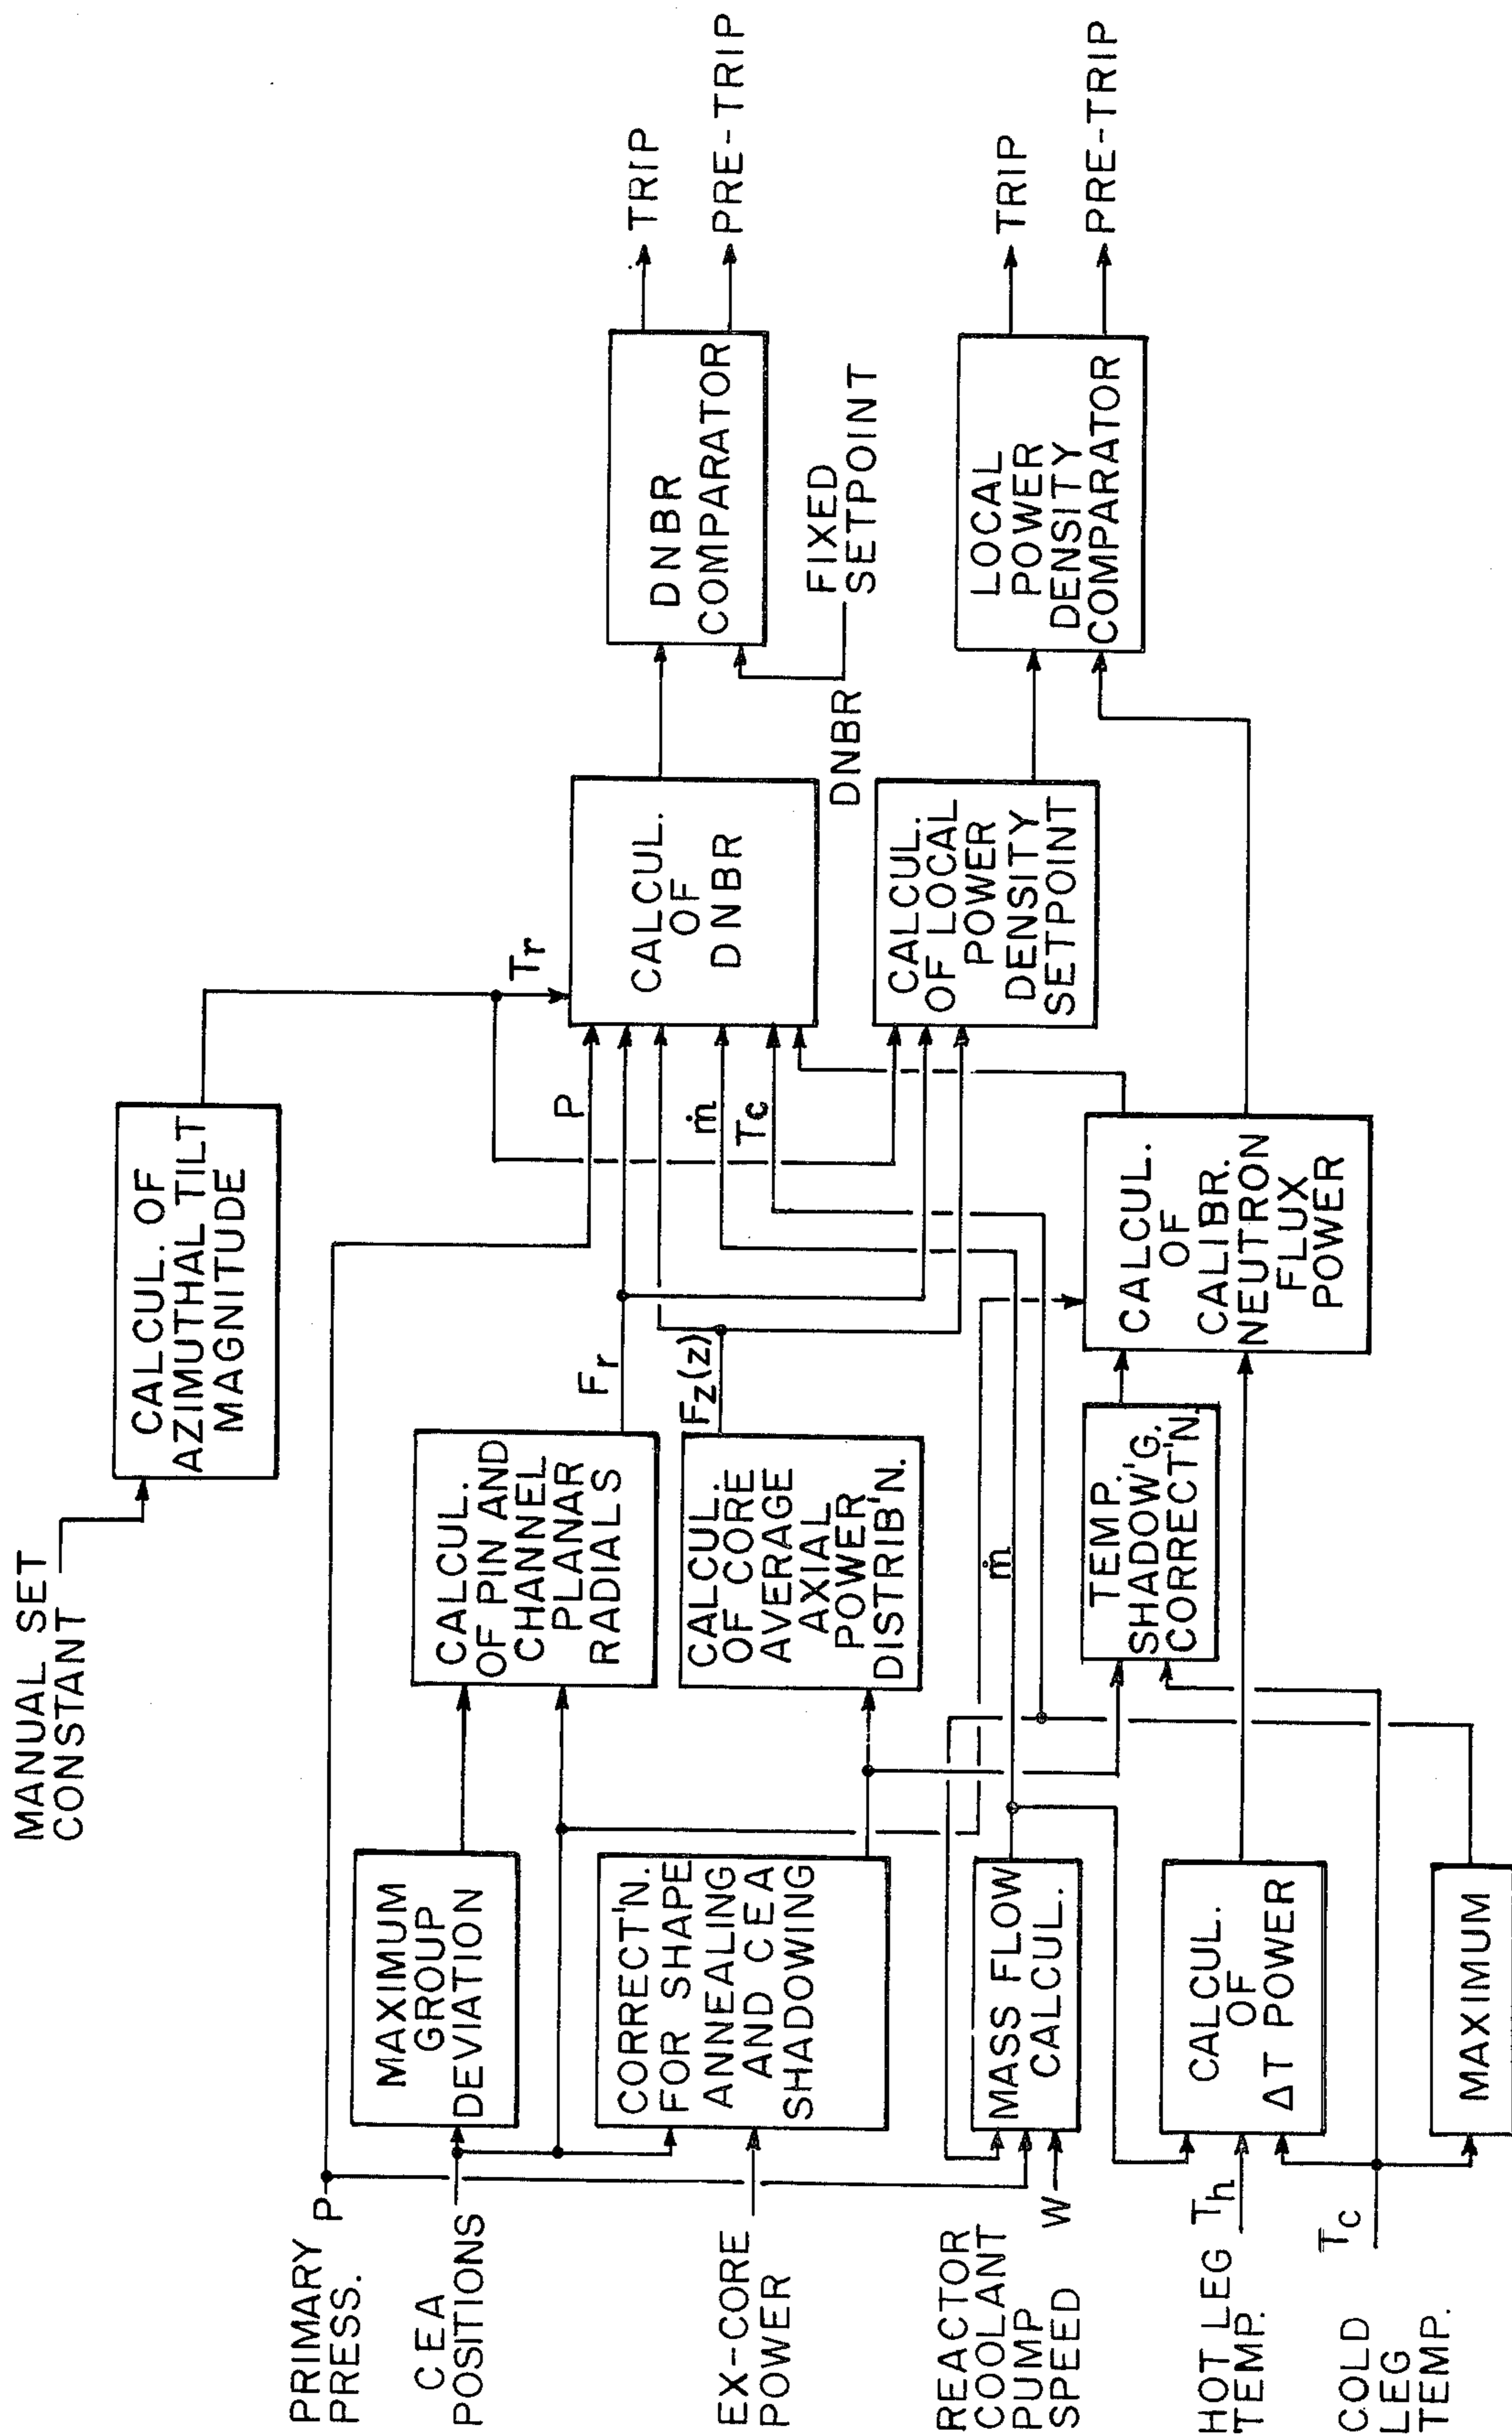 MANUAL SET
CONSTANT
CALCUL. OF
AZIMUTHAL TILT
MAGNITUDE
Tr
PRIMARY
PRESS.
P
P
CEA
POSITIONS
MAXIMUM
GROUP
DEVIATION
CALCUL.
OF PIN AND
CHANNEL
PLANAR
RADIALS
Fr
EX-CORE
POWER
CORRECT'N.
FOR SHAPE
ANNEALING
AND CEA
SHADOWING
CALCUL.
OF CORE
AVERAGE
AXIAL
POWER
DISTRIB'N.
Fz(z)
ṁ
Tc
CALCUL.
OF
DNBR
DNBR
COMPARATOR
TRIP
PRE-TRIP
FIXED
SETPOINT
DNBR
CALCUL.
OF LOCAL
POWER
DENSITY
SETPOINT
LOCAL
POWER
DENSITY
COMPARATOR
TRIP
PRE-TRIP
REACTOR
COOLANT
PUMP
SPEED
W
MASS FLOW
CALCUL.
ṁ
TEMP.
SHADOW'G.
CORRECT'N.
CALCUL.
OF
CALIBR.
NEUTRON
FLUX
POWER
HOT LEG
TEMP.
Th
CALCUL.
OF
ΔT POWER
COLD
LEG
TEMP.
Tc
MAXIMUM